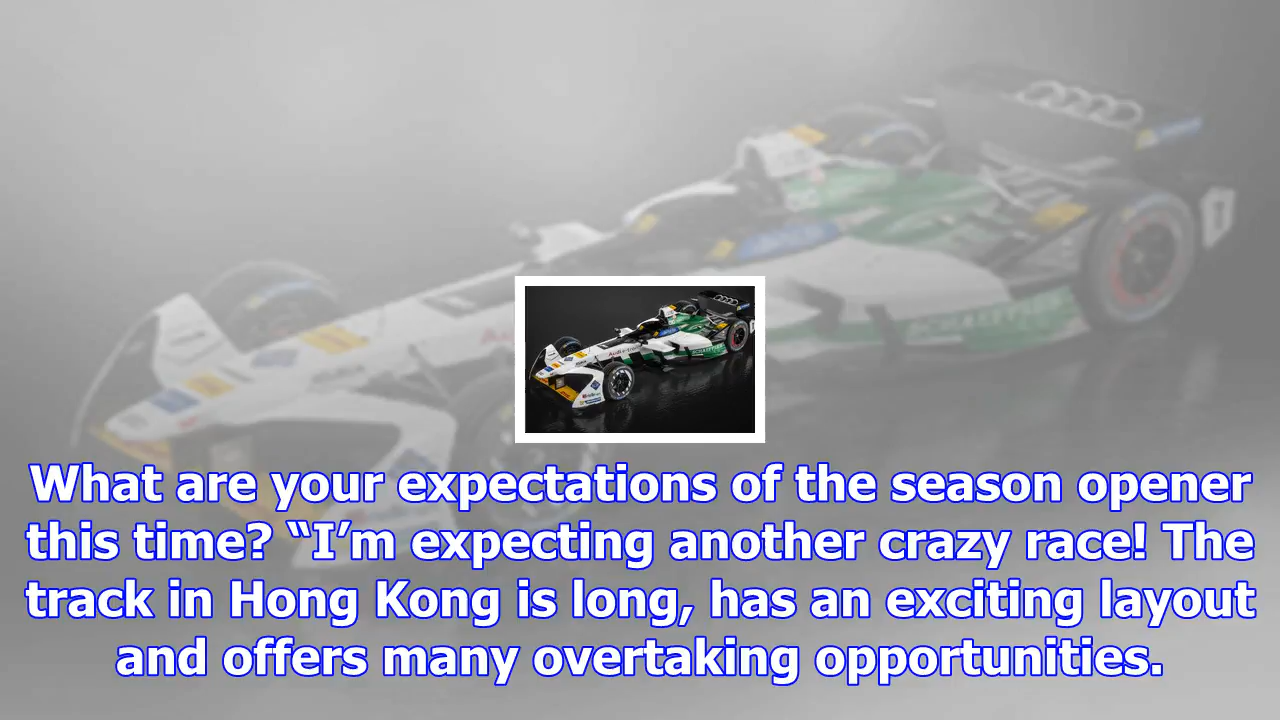 What are your expectations of the season opener
this time? “I’m expecting another crazy race! The
track in Hong Kong is long, has an exciting layout
and offers many overtaking opportunities.